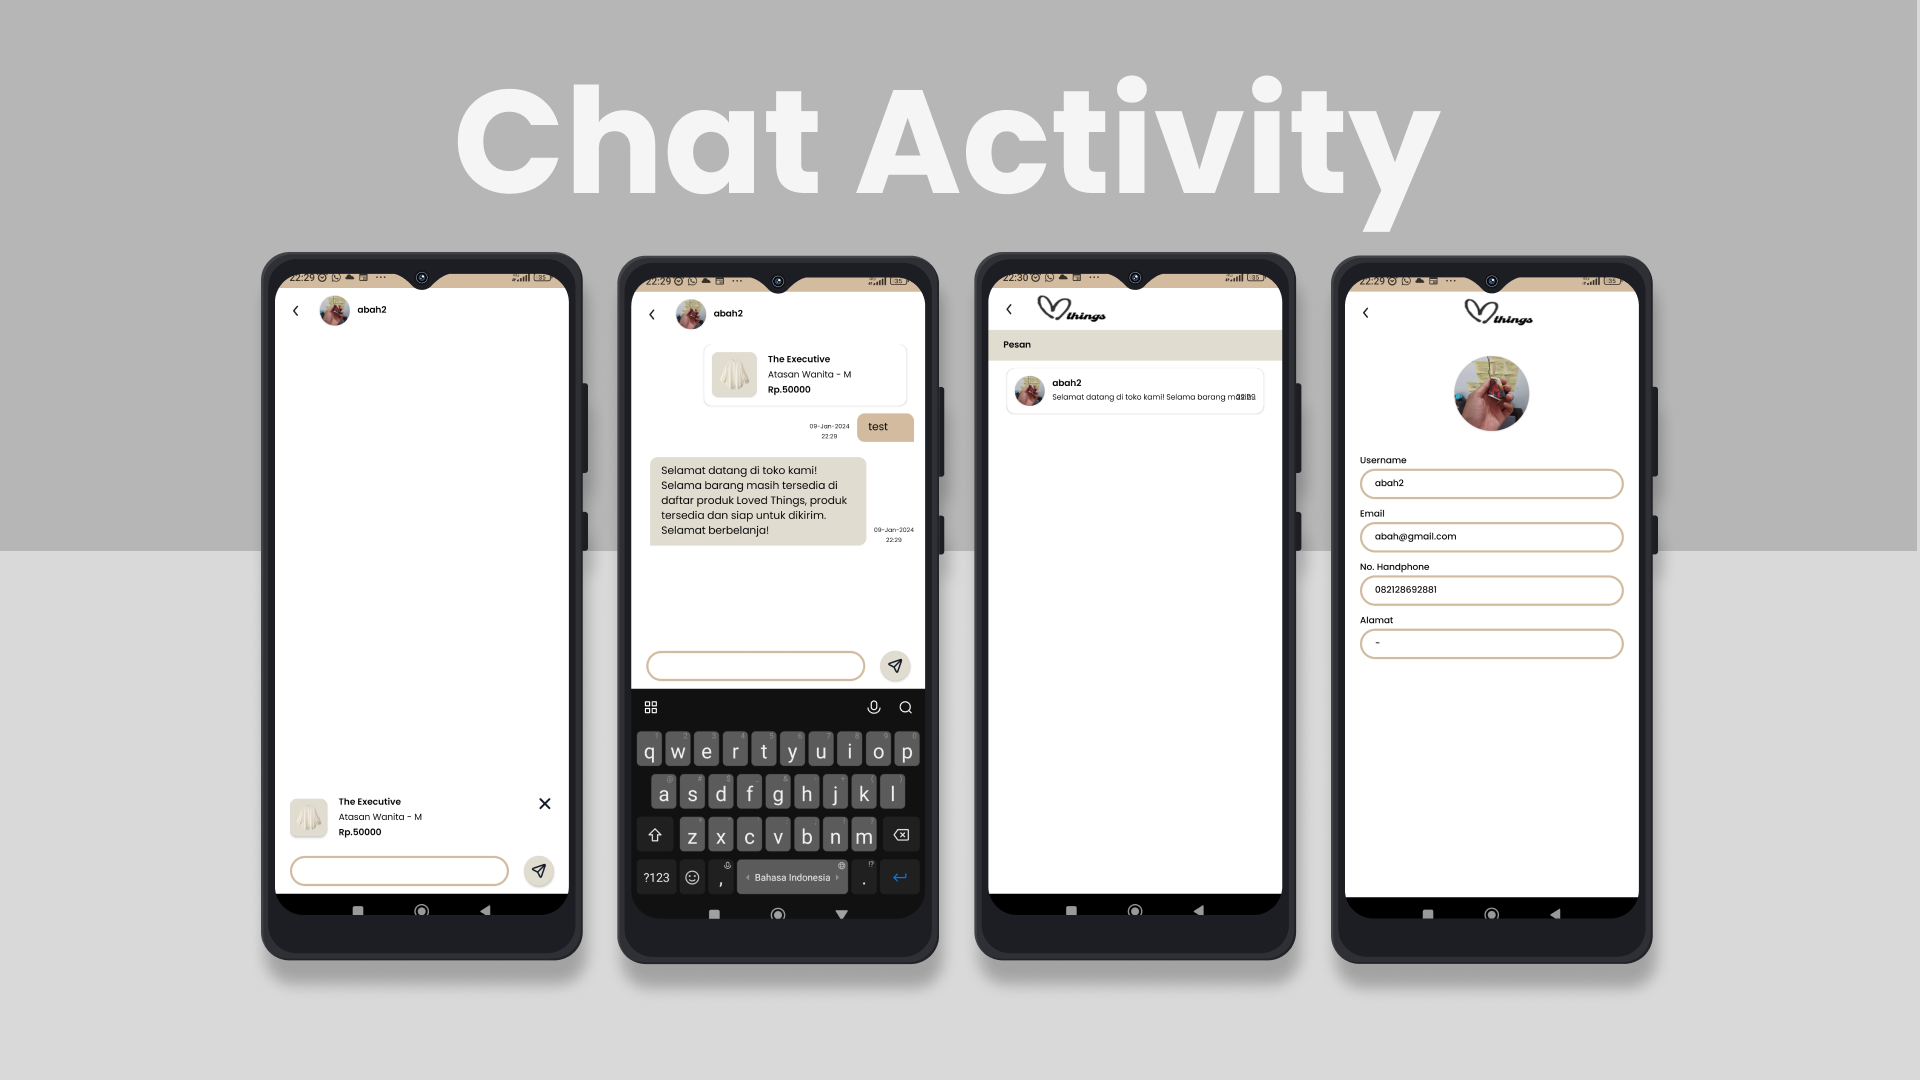 Chat Activity
22:29
abah2
The Executive
Atasan Wanita - M
Rp.50000
22:29
35
abah2
The Executive
Atasan Wanita - M
Rp.50000
09-Jan-2024
22:29
test
Selamat datang di toko kami!
Selama barang masih tersedia di
daftar produk Loved Things, produk
tersedia dan siap untuk dikirim.
Selamat berbelanja!
09-Jan-2024
22:29
q w e r t y u i o p
a s d f g h j k l
z x c v b n m
?123 , Bahasa Indonesia .
22:30
things
Pesan
abah2
Selamat datang di toko kami! Selama barang
22:29
35
things
Username
abah2
Email
abah@gmail.com
No. Handphone
082128692881
Alamat
-